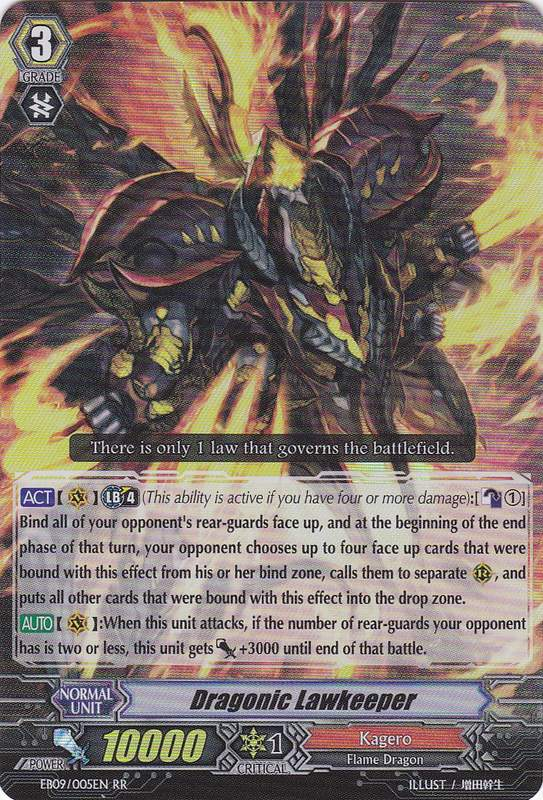 3
GRADE
There is only 1 law that governs the battlefield.
ACT【 】LB 4 (This ability is active if you have four or more damage):[ ①]
Bind all of your opponent's rear-guards face up, and at the beginning of the end
phase of that turn, your opponent chooses up to four face up cards that were
bound with this effect from his or her bind zone, calls them to separate R, and
puts all other cards that were bound with this effect into the drop zone.
AUTO【 】:When this unit attacks, if the number of rear-guards your opponent
has is two or less, this unit gets +3000 until end of that battle.
NORMAL
UNIT
Dragonic Lawkeeper
POWER
10000
1
CRITICAL
Kagero
Flame Dragon
EB09/005EN RR
ILLUST / 増田幹生